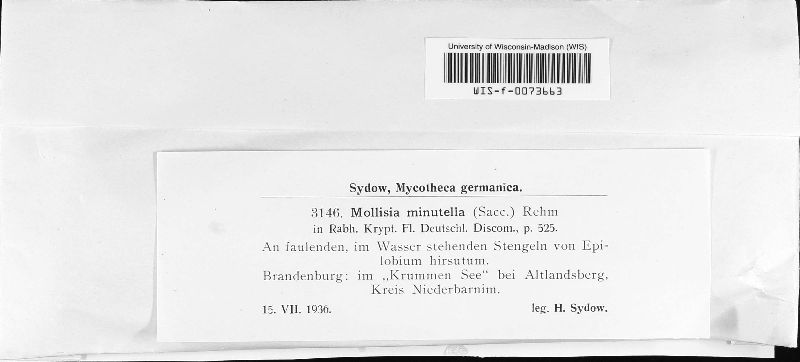 University of Wisconsin-Madison (WIS)
WIS-f-0073663
Sydow, Mycotheca germanica.
3146. Mollisia minutella (Sacc.) Rehm
in Rabh. Krypt. Fl. Deutschl. Discom., p. 525.
An faulenden, im Wasser stehenden Stengeln von Epi-
lobium hirsutum.
Brandenburg: im „Krummen See“ bei Altlandsberg,
Kreis Niederbarnim.
15. VII. 1936. leg. H. Sydow.